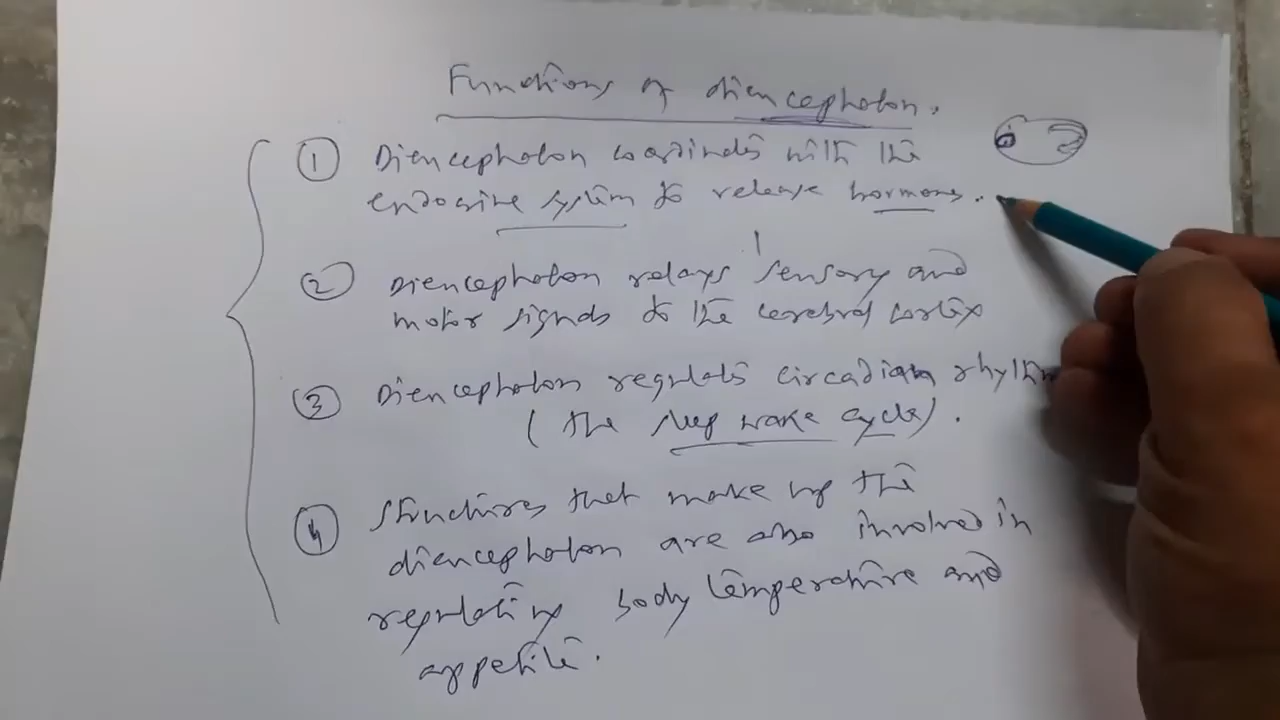 Functions of diencephalon.
① Diencephalon coordinates with the
endocrine system to release hormones.
② Diencephalon relays sensory and
motor signals to the cerebral cortex
③ Diencephalon regulates circadian rhythm
(the sleep wake cycle).
④ Structures that make up the
diencephalon are also involved in
regulating body temperature and
appetite.